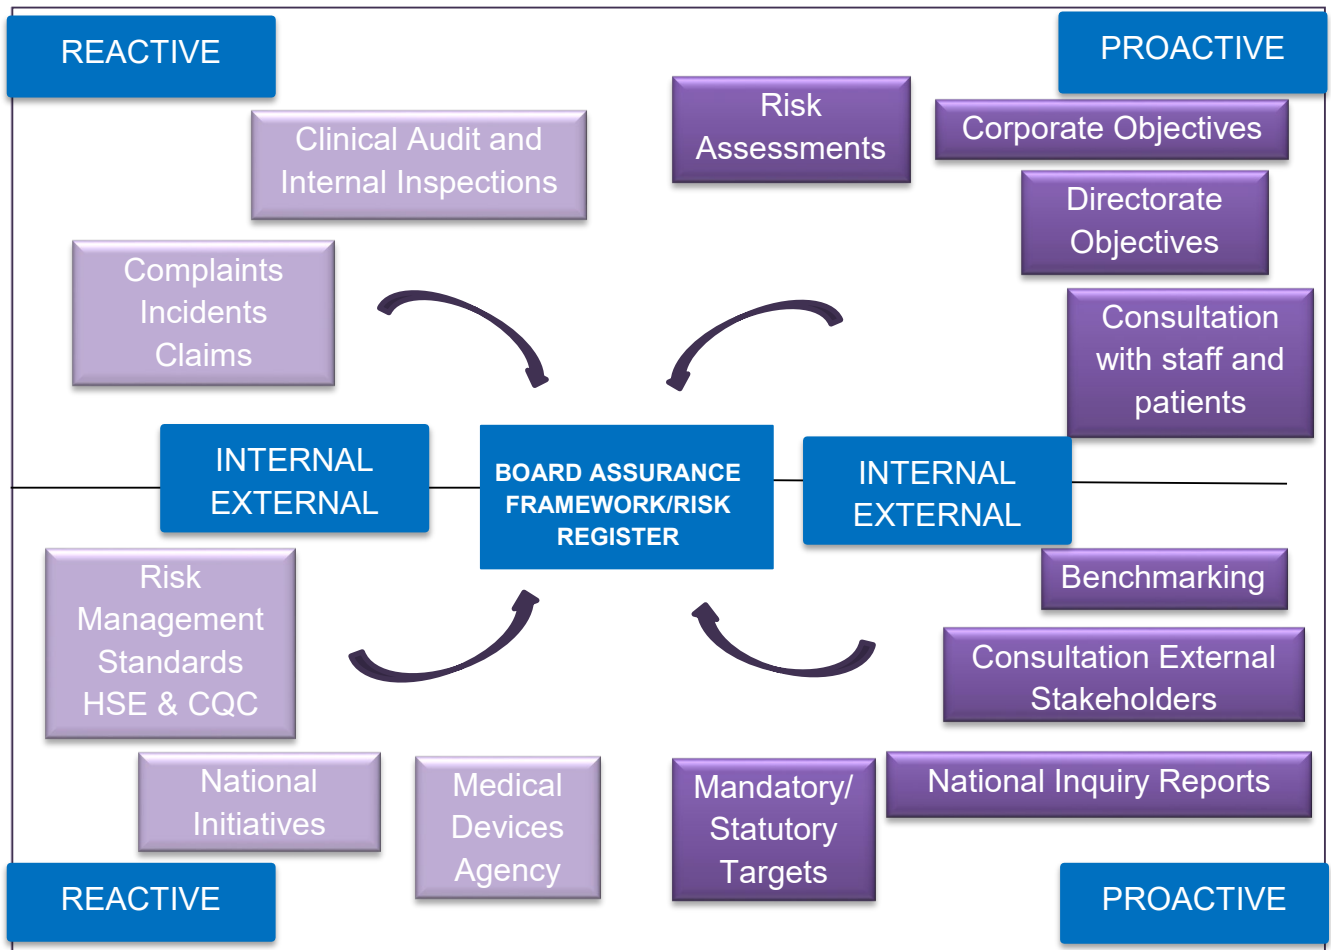 REACTIVE
PROACTIVE
Clinical Audit and
Internal Inspections
Risk
Assessments
Corporate Objectives
Directorate
Objectives
Complaints
Incidents
Claims
Consultation
with staff and
patients
INTERNAL
EXTERNAL
BOARD ASSURANCE
FRAMEWORK/RISK
REGISTER
INTERNAL
EXTERNAL
Risk
Management
Standards
HSE & CQC
Benchmarking
Consultation External
Stakeholders
National
Initiatives
Medical
Devices
Agency
Mandatory/
Statutory
Targets
National Inquiry Reports
REACTIVE
PROACTIVE